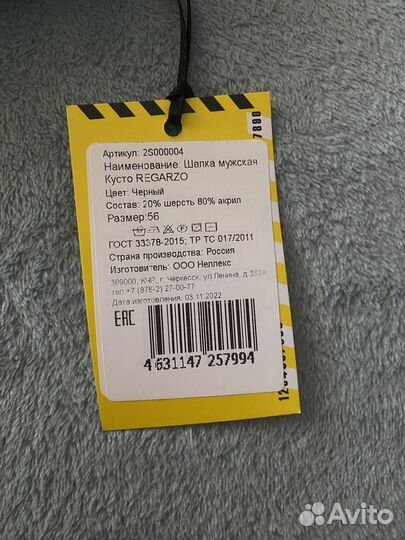 Артикул: 2S000004
Наименование: Шапка мужская
Кусто REGARZO
Цвет: Черный
Состав: 20% шерсть 80% акрил
Размер:56
ГОСТ 33378-2015; ТР ТС 017/2011
Страна производства: Россия
Изготовитель: ООО Неллекс
369000, КЧР, г. Черкесск, ул Ленина, д 337А,
тел +7 (878-2) 27-00-77
Дата изготовления: 03.11.2022
EAC
4 631147 257994
7890
Avito